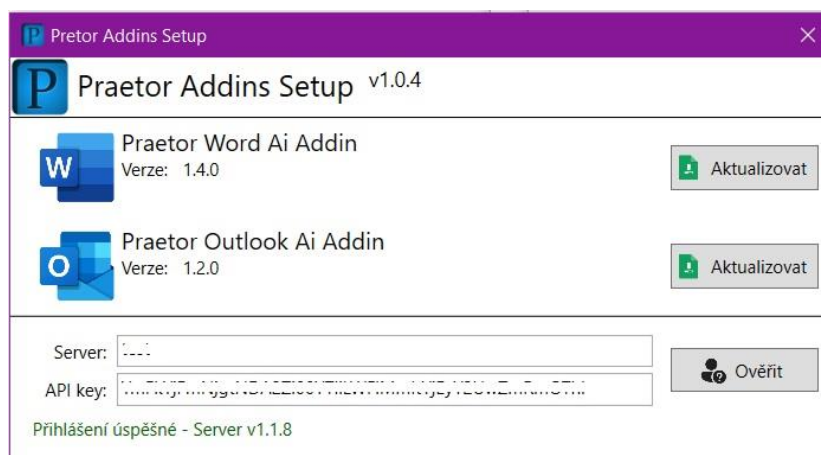 Pretor Addins Setup
Praetor Addins Setup v1.0.4
Praetor Word Ai Addin
Verze: 1.4.0
Aktualizovat
Praetor Outlook Ai Addin
Verze: 1.2.0
Aktualizovat
Server:
Ověřit
API key:
Přihlášení úspěšné - Server v1.1.8